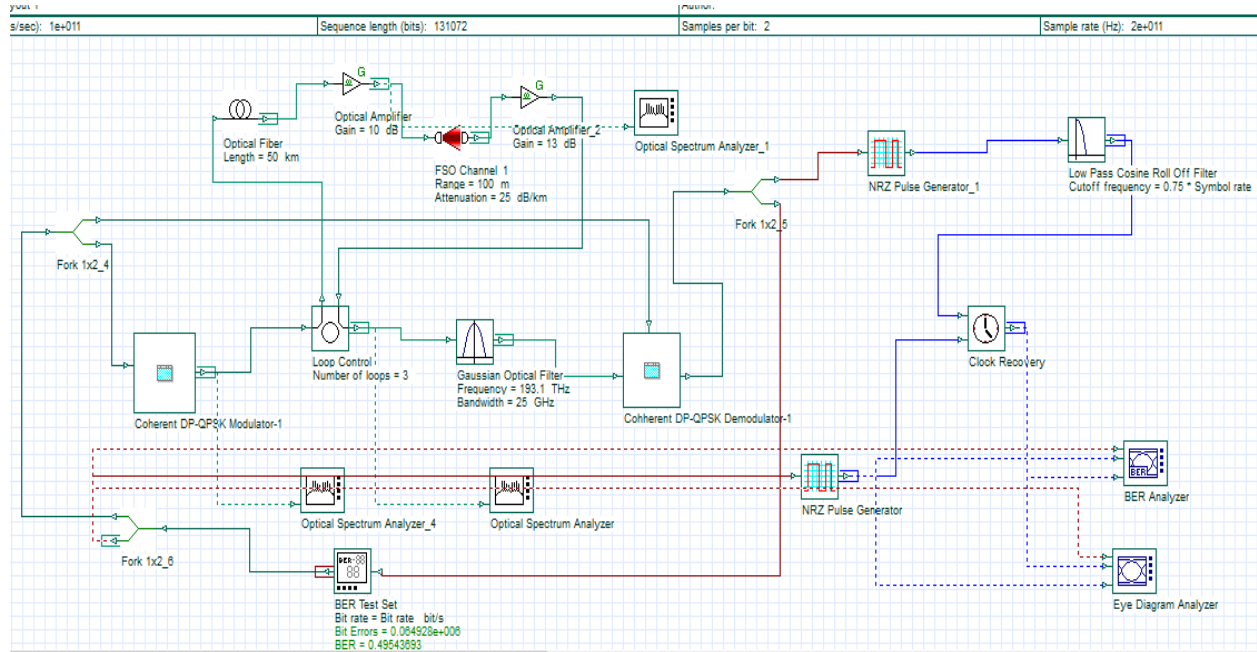 s/sec): 1e+011
Sequence length (bits): 131072
Samples per bit: 2
Sample rate (Hz): 2e+011
G
G
Optical Amplifier
Gain = 10 dB
Optical Amplifier_2
Gain = 13 dB
Optical Fiber
Length = 50 km
FSO Channel 1
Range = 100 m
Attenuation = 25 dB/km
Optical Spectrum Analyzer_1
NRZ Pulse Generator_1
Low Pass Cosine Roll Off Filter
Cutoff frequency = 0.75 * Symbol rate
Fork 1x2_5
Fork 1x2_4
Loop Control
Number of loops = 3
Gaussian Optical Filter
Frequency = 193.1 THz
Bandwidth = 25 GHz
Clock Recovery
Coherent DP-QPSK Modulator-1
Cohherent DP-QPSK Demodulator-1
BER
BER Analyzer
Optical Spectrum Analyzer_4
Optical Spectrum Analyzer
NRZ Pulse Generator
Fork 1x2_6
BER Test Set
Bit rate = Bit rate bit/s
Bit Errors = 0.064928e+006
BER = 0.49543693
Eye Diagram Analyzer